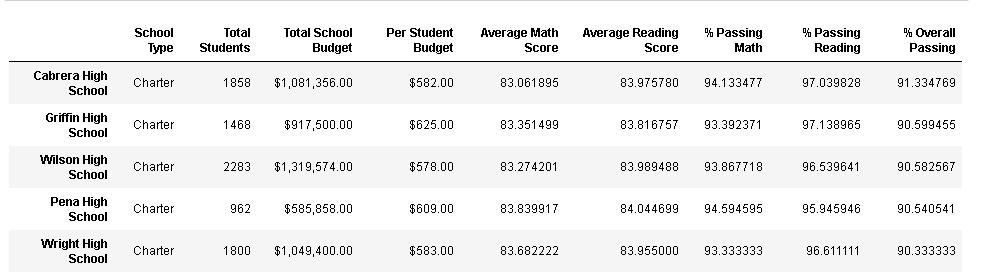 School Type Total Students Total School Budget Per Student Budget Average Math Score Average Reading Score % Passing Math % Passing Reading % Overall Passing
Cabrera High School Charter 1858 $1,081,356.00 $582.00 83.061895 83.975780 94.133477 97.039828 91.334769
Griffin High School Charter 1468 $917,500.00 $625.00 83.351499 83.816757 93.392371 97.138965 90.599455
Wilson High School Charter 2283 $1,319,574.00 $578.00 83.274201 83.989488 93.867718 96.539641 90.582567
Pena High School Charter 962 $585,858.00 $609.00 83.839917 84.044699 94.594595 95.945946 90.540541
Wright High School Charter 1800 $1,049,400.00 $583.00 83.682222 83.955000 93.333333 96.611111 90.333333